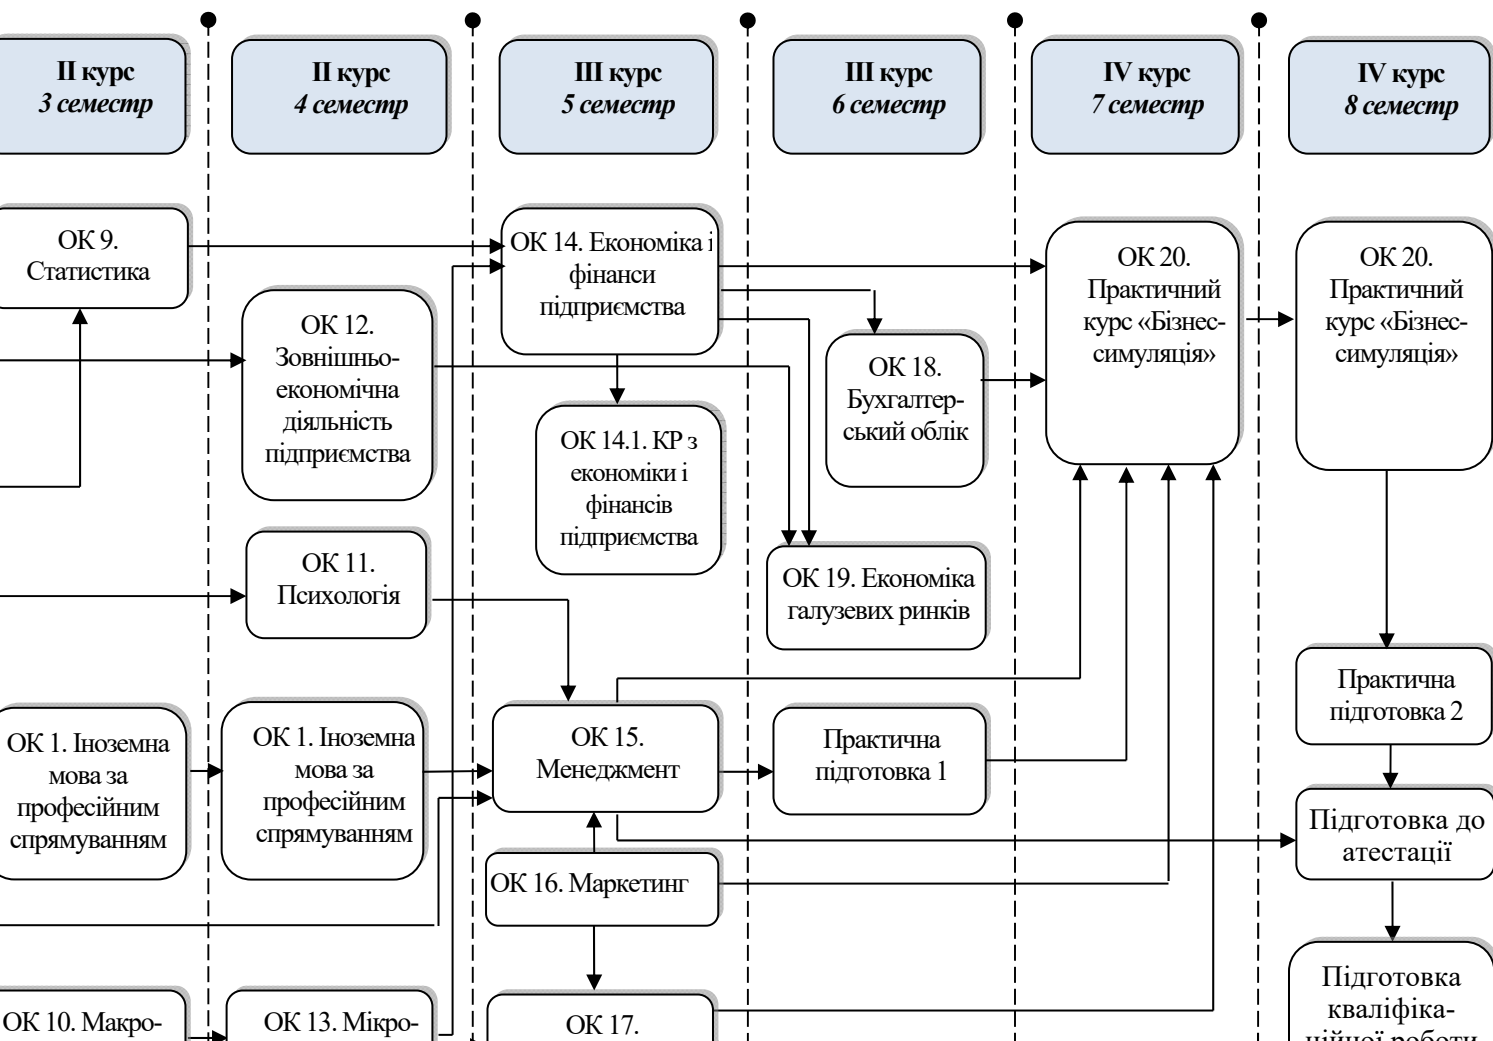 II курс
3 семестр
II курс
4 семестр
III курс
5 семестр
III курс
6 семестр
IV курс
7 семестр
IV курс
8 семестр
ОК 9.
Статистика
ОК 12.
Зовнішньо-
економічна
діяльність
підприємства
ОК 11.
Психологія
ОК 1. Іноземна
мова за
професійним
спрямуванням
ОК 1. Іноземна
мова за
професійним
спрямуванням
ОК 10. Макро-
ОК 13. Мікро-
ОК 14. Економіка і
фінанси
підприємства
ОК 14.1. КР з
економіки і
фінансів
підприємства
ОК 15.
Менеджмент
ОК 16. Маркетинг
ОК 17.
ОК 18.
Бухгалтер-
ський облік
ОК 19. Економіка
галузевих ринків
Практична
підготовка 1
ОК 20.
Практичний
курс «Бізнес-
симуляція»
ОК 20.
Практичний
курс «Бізнес-
симуляція»
Практична
підготовка 2
Підготовка до
атестації
Підготовка
кваліфіка-
ційної роботи